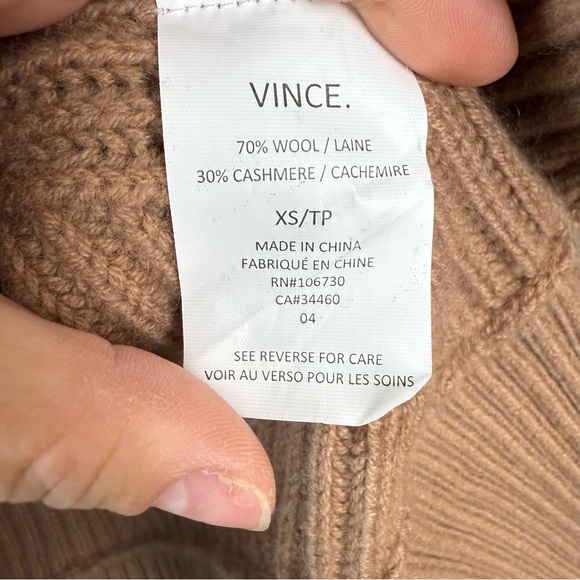 VINCE.
70% WOOL / LAINE
30% CASHMERE / CACHEMIRE
XS/TP
MADE IN CHINA
FABRIQUÉ EN CHINE
RN#106730
CA#34460
04
SEE REVERSE FOR CARE
VOIR AU VERSO POUR LES SOINS